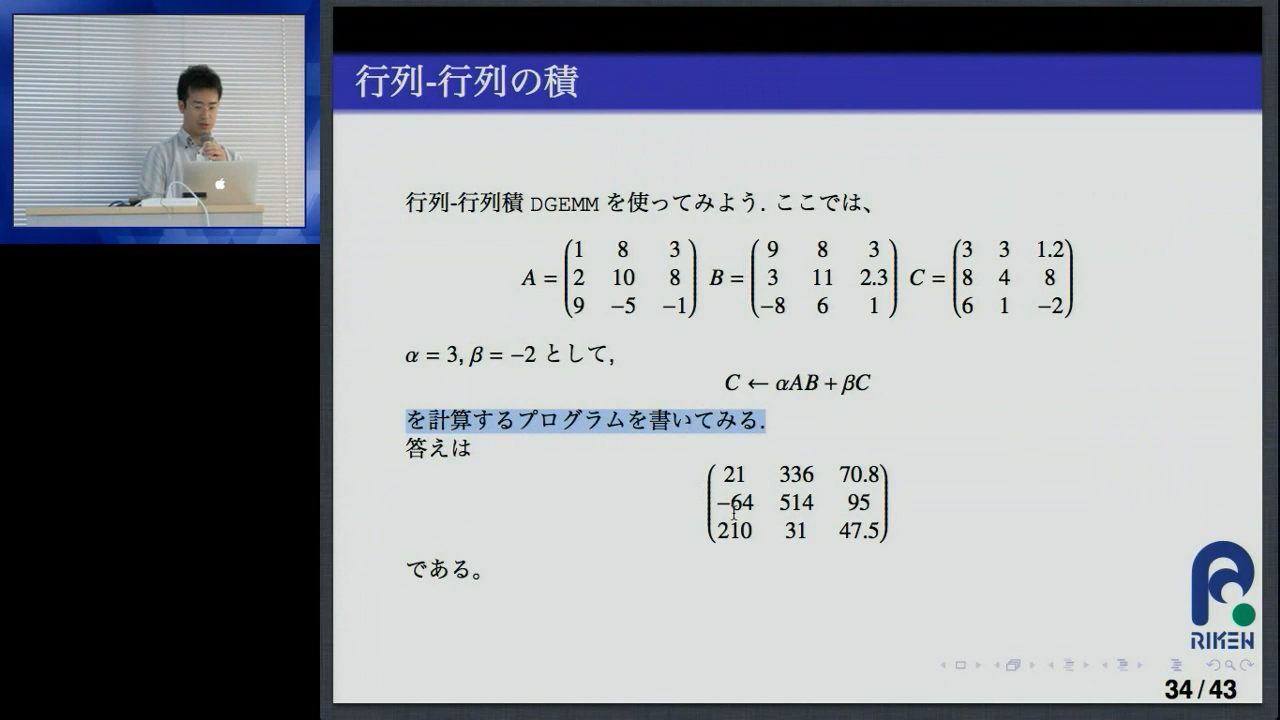 行列-行列の積
行列-行列積 DGEMM を使ってみよう. ここでは、
A = (1 8 3
2 10 8
9 −5 −1) B = (9 8 3
3 11 2.3
−8 6 1) C = (3 3 1.2
8 4 8
6 1 −2)
α = 3, β = −2 として,
C ← αAB + βC
を計算するプログラムを書いてみる.
答えは
(21 336 70.8
−64 514 95
210 31 47.5)
である。
RIKEN
34 / 43